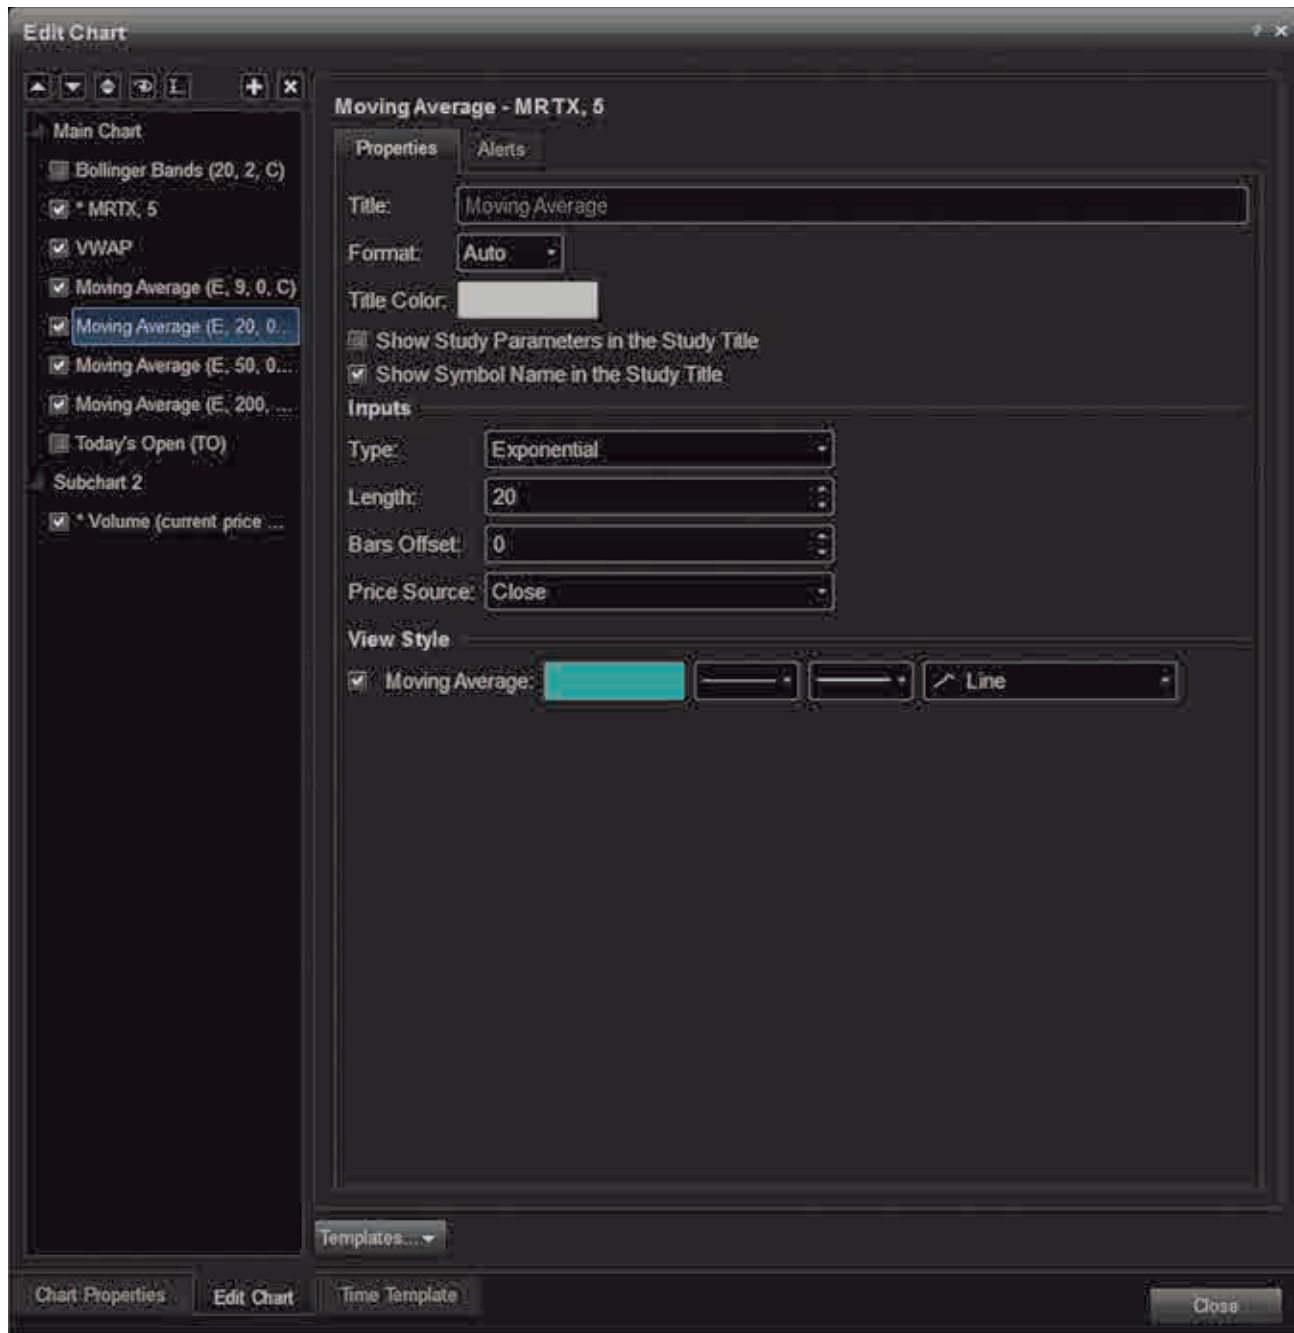 Edit Chart
Main Chart
Bollinger Bands (20, 2, C)
* MRTX, 5
VWAP
Moving Average (E, 9, 0, C)
Moving Average (E, 20, 0...
Moving Average (E, 50, 0...
Moving Average (E, 200, ...
Today's Open (TO)
Subchart 2
* Volume (current price ...
Moving Average - MRTX, 5
Properties Alerts
Title: Moving Average
Format: Auto
Title Color:
Show Study Parameters in the Study Title
Show Symbol Name in the Study Title
Inputs
Type: Exponential
Length: 20
Bars Offset: 0
Price Source: Close
View Style
Moving Average: Line
Templates...
Chart Properties Edit Chart Time Template
Close